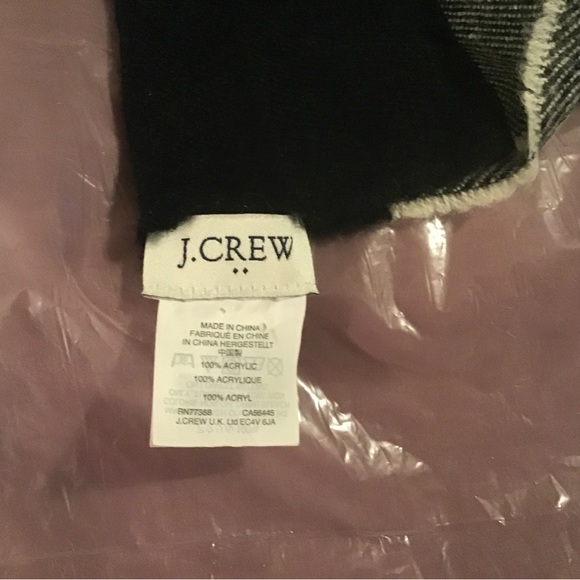 J.CREW
MADE IN CHINA
FABRIQUÉ EN CHINE
IN CHINA HERGESTELLT
中国製
100% ACRYLIC
100% ACRYLIQUE
100% ACRYL
RN77388 CA56445
J.CREW U.K. Ltd EC4V 6JA